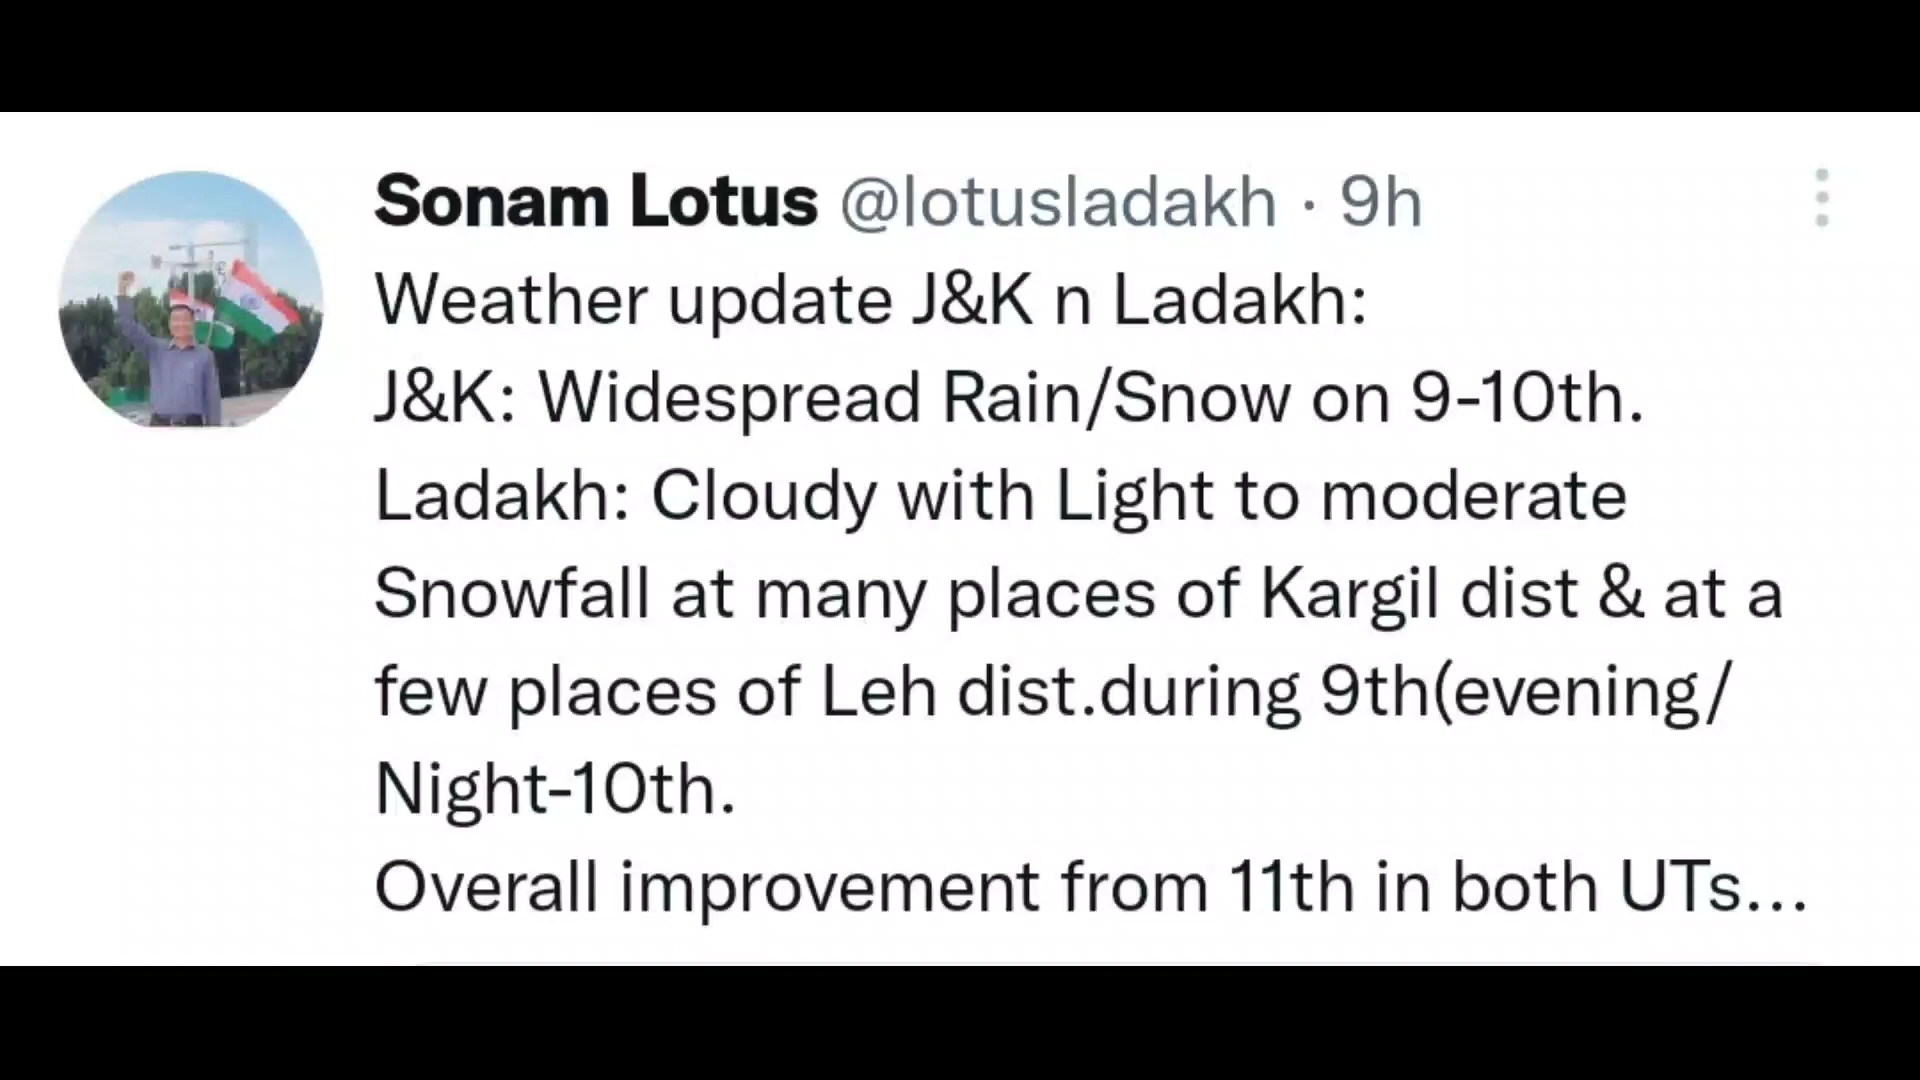 Sonam Lotus @lotusladakh · 9h
Weather update J&K n Ladakh:
J&K: Widespread Rain/Snow on 9-10th.
Ladakh: Cloudy with Light to moderate
Snowfall at many places of Kargil dist & at a
few places of Leh dist.during 9th(evening/
Night-10th.
Overall improvement from 11th in both UTs...